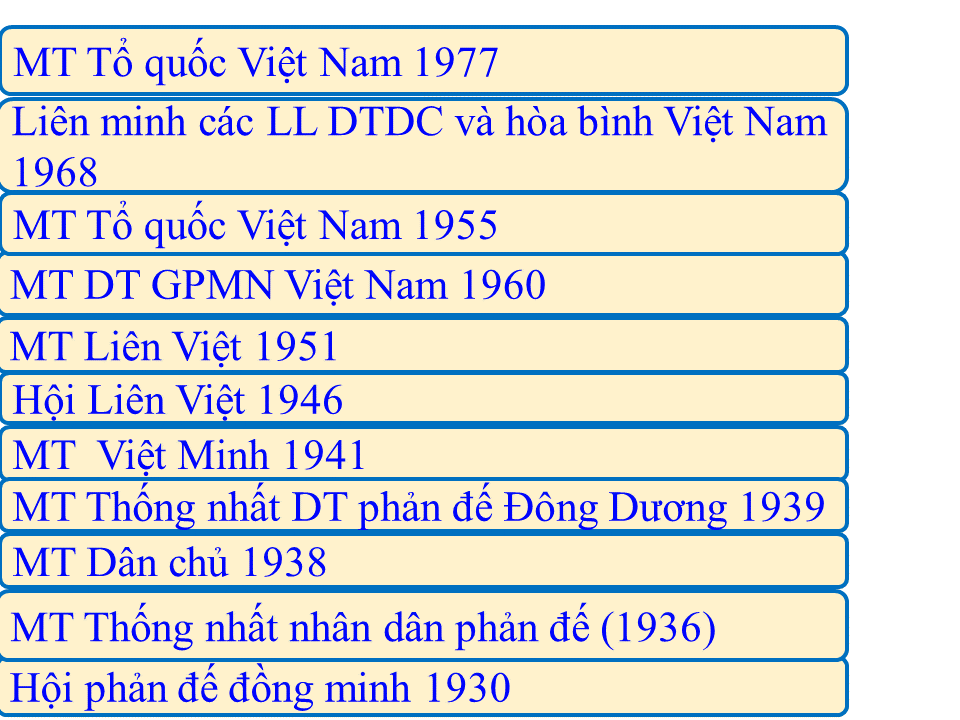 MT Tổ quốc Việt Nam 1977
Liên minh các LL DTDC và hòa bình Việt Nam
1968
MT Tổ quốc Việt Nam 1955
MT DT GPMN Việt Nam 1960
MT Liên Việt 1951
Hội Liên Việt 1946
MT  Việt Minh 1941
MT Thống nhất DT phản đế Đông Dương 1939
MT Dân chủ 1938
MT Thống nhất nhân dân phản đế (1936)
Hội phản đế đồng minh 1930